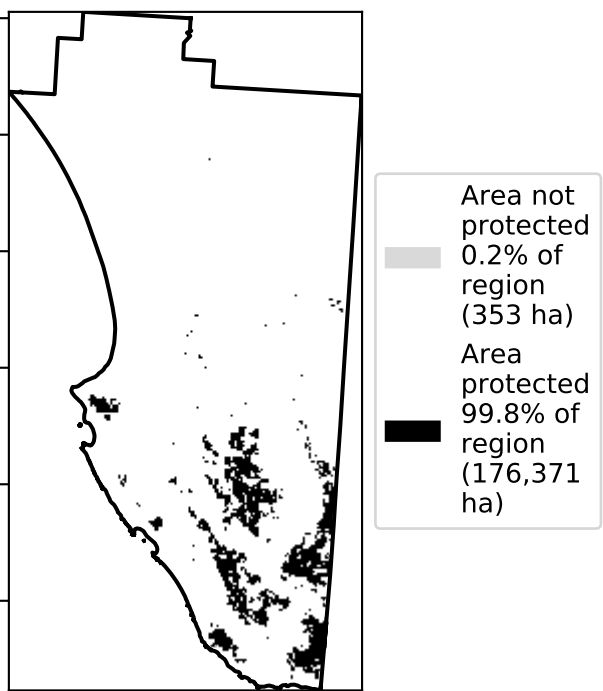 Area not
protected
0.2% of
region
(353 ha)
Area
protected
99.8% of
region
(176,371
ha)